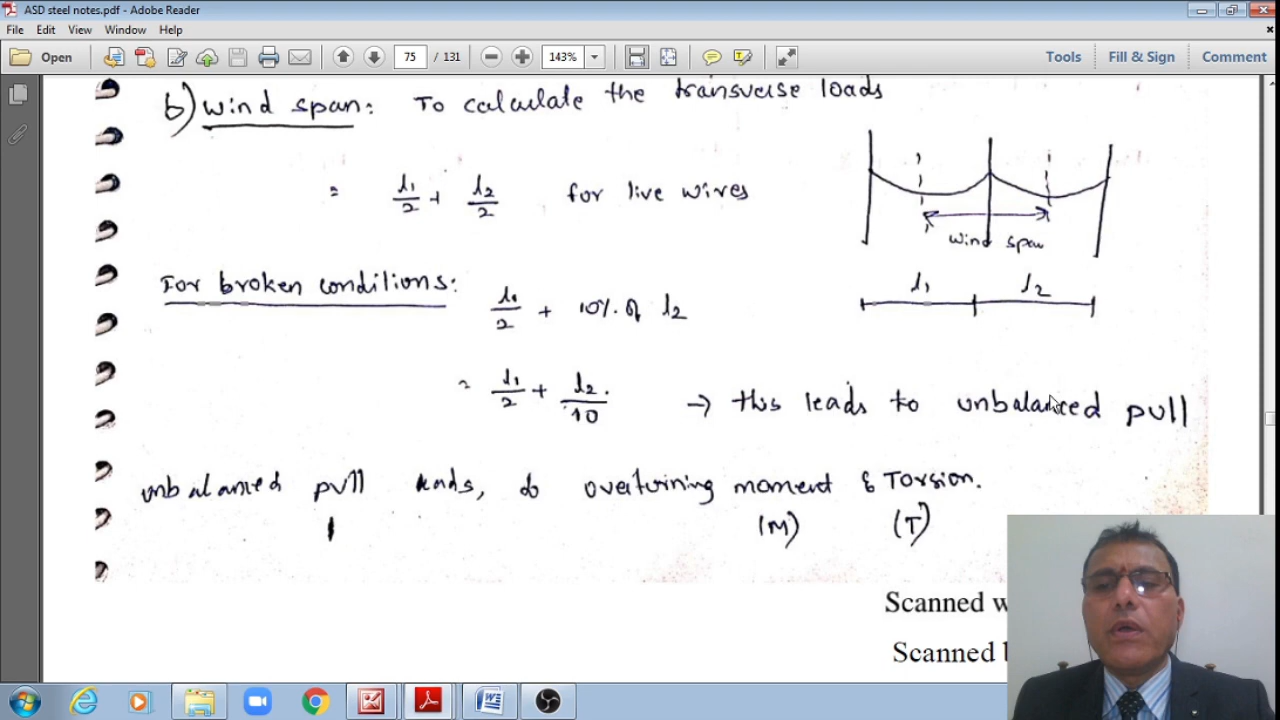 ASD steel notes.pdf - Adobe Reader
File Edit View Window Help
Open 75 / 131 143% Tools Fill & Sign Comment
b) wind span: To calculate the transverse loads
= l1/2 + l2/2 for live wires
wind span
l1 l2
For broken conditions:
l1/2 + 10% of l2
= l1/2 + l2/10 → this leads to unbalanced pull
unbalanced pull leads, to overturning moment & Torsion.
(M) (T)
Scanned w
Scanned b